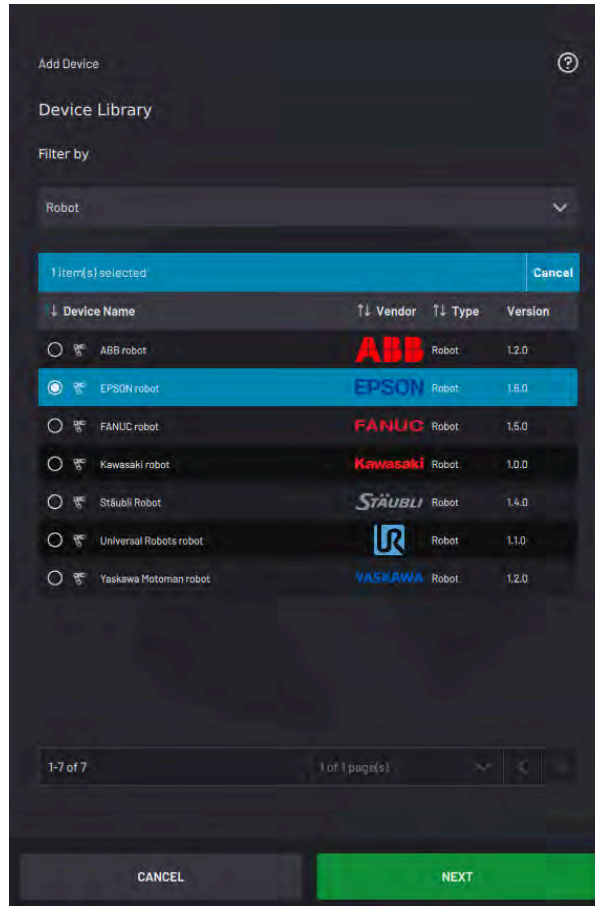 Add Device
Device Library
Filter by
Robot
1 item(s) selected Cancel
Device Name Vendor Type Version
ABB robot ABB Robot 1.2.0
EPSON robot EPSON Robot 1.6.0
FANUC robot FANUC Robot 1.5.0
Kawasaki robot Kawasaki Robot 1.0.0
Stäubli Robot STÄUBLI Robot 1.4.0
Universal Robots robot UR Robot 1.1.0
Yaskawa Motoman robot YASKAWA Robot 1.2.0
1-7 of 7 1 of 1 page(s)
CANCEL NEXT